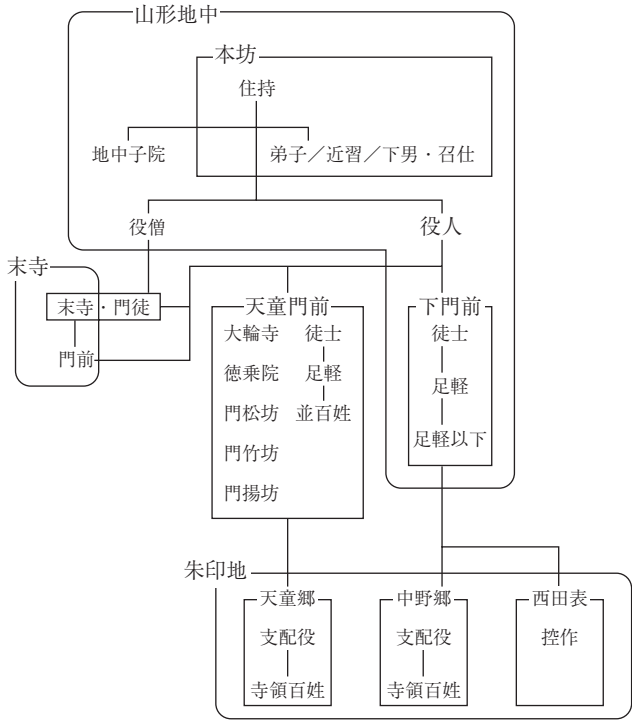 山形地中
本坊
住持
地中子院
弟子／近習／下男・召仕
役僧
役人
末寺
末寺・門徒
門前
天童門前
大輪寺 徒士
徳乗院 足軽
門松坊 並百姓
門竹坊
門揚坊
下門前
徒士
足軽
足軽以下
朱印地
天童郷
支配役
寺領百姓
中野郷
支配役
寺領百姓
西田表
控作